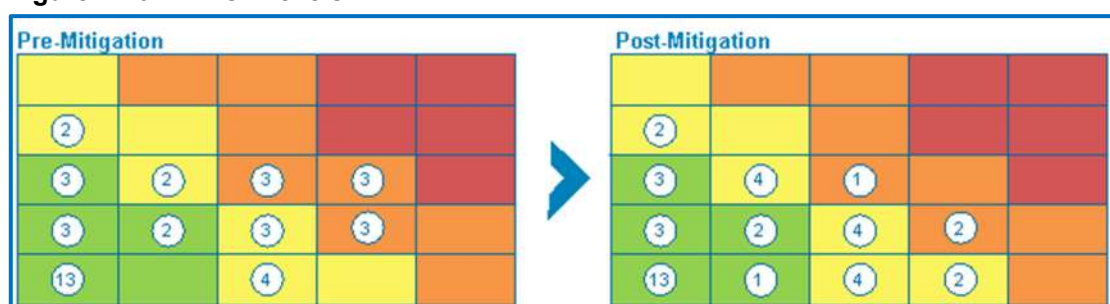 Pre-Mitigation
Post-Mitigation
2
2
3 2 3 3
3 4 1
3 2 3 3
3 2 4 2
13 4
13 1 4 2